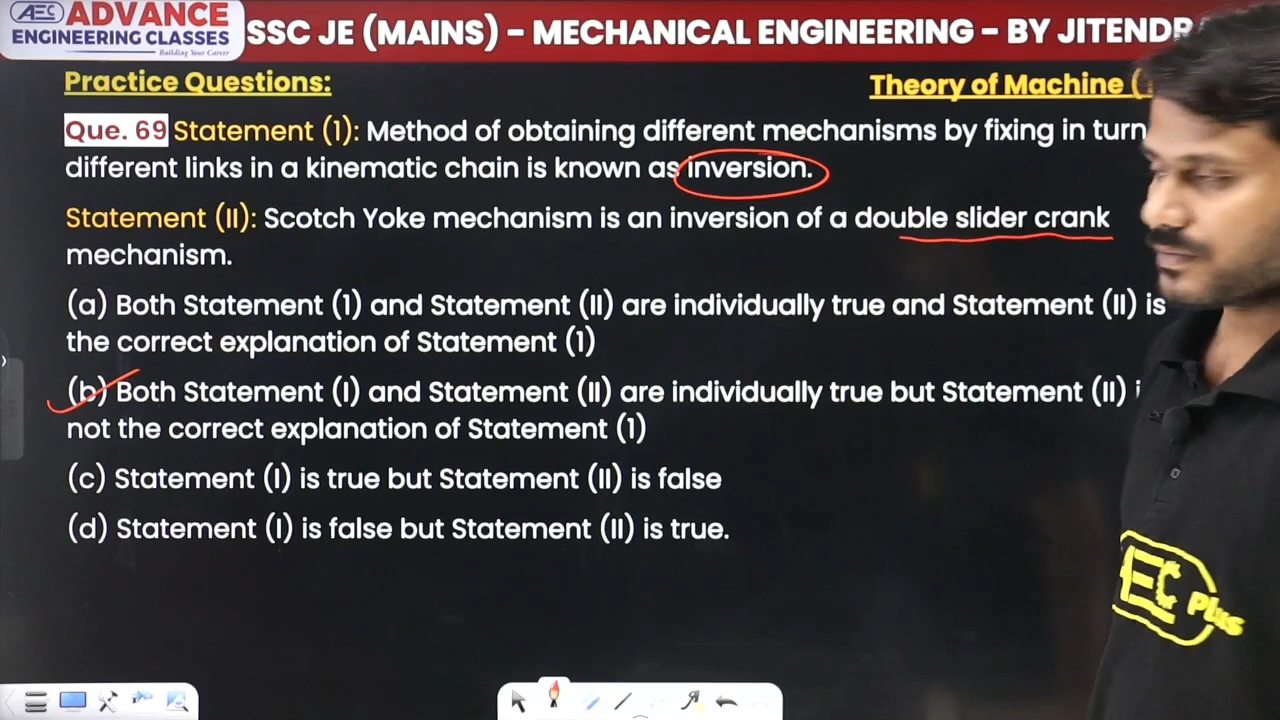 AEC ADVANCE
ENGINEERING CLASSES
Building Your Career
SSC JE (MAINS) – MECHANICAL ENGINEERING – BY JITENDRA
Practice Questions:
Theory of Machine (
Que. 69 Statement (1): Method of obtaining different mechanisms by fixing in turn
different links in a kinematic chain is known as inversion.
Statement (II): Scotch Yoke mechanism is an inversion of a double slider crank
mechanism.
(a) Both Statement (1) and Statement (II) are individually true and Statement (II) is
the correct explanation of Statement (1)
(b) Both Statement (I) and Statement (II) are individually true but Statement (II) i
not the correct explanation of Statement (1)
(c) Statement (I) is true but Statement (II) is false
(d) Statement (I) is false but Statement (II) is true.
AEC Plus